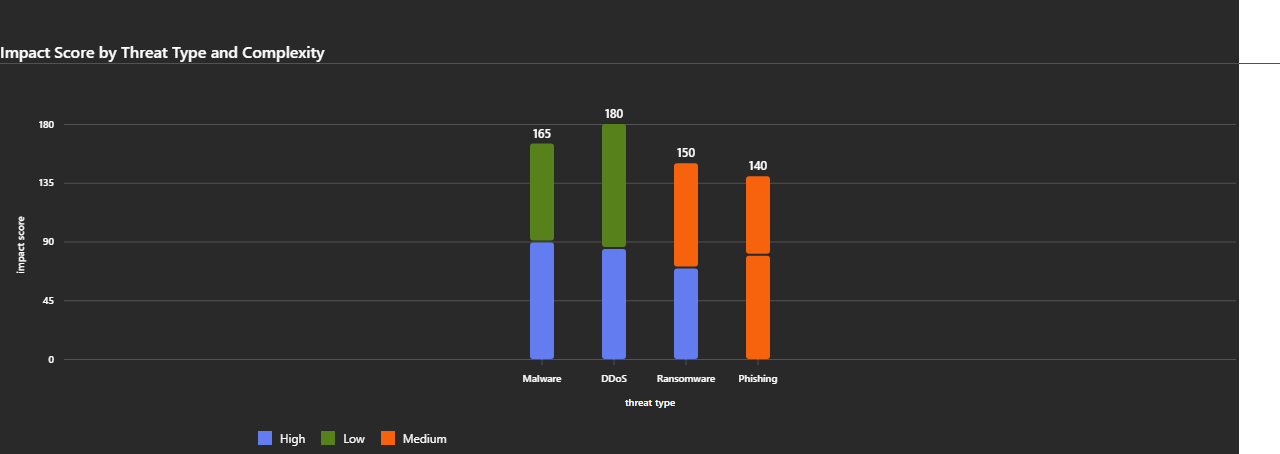 Impact Score by Threat Type and Complexity
180
165
180
150
140
135
90
45
0
impact score
Malware
DDoS
Ransomware
Phishing
threat type
High
Low
Medium